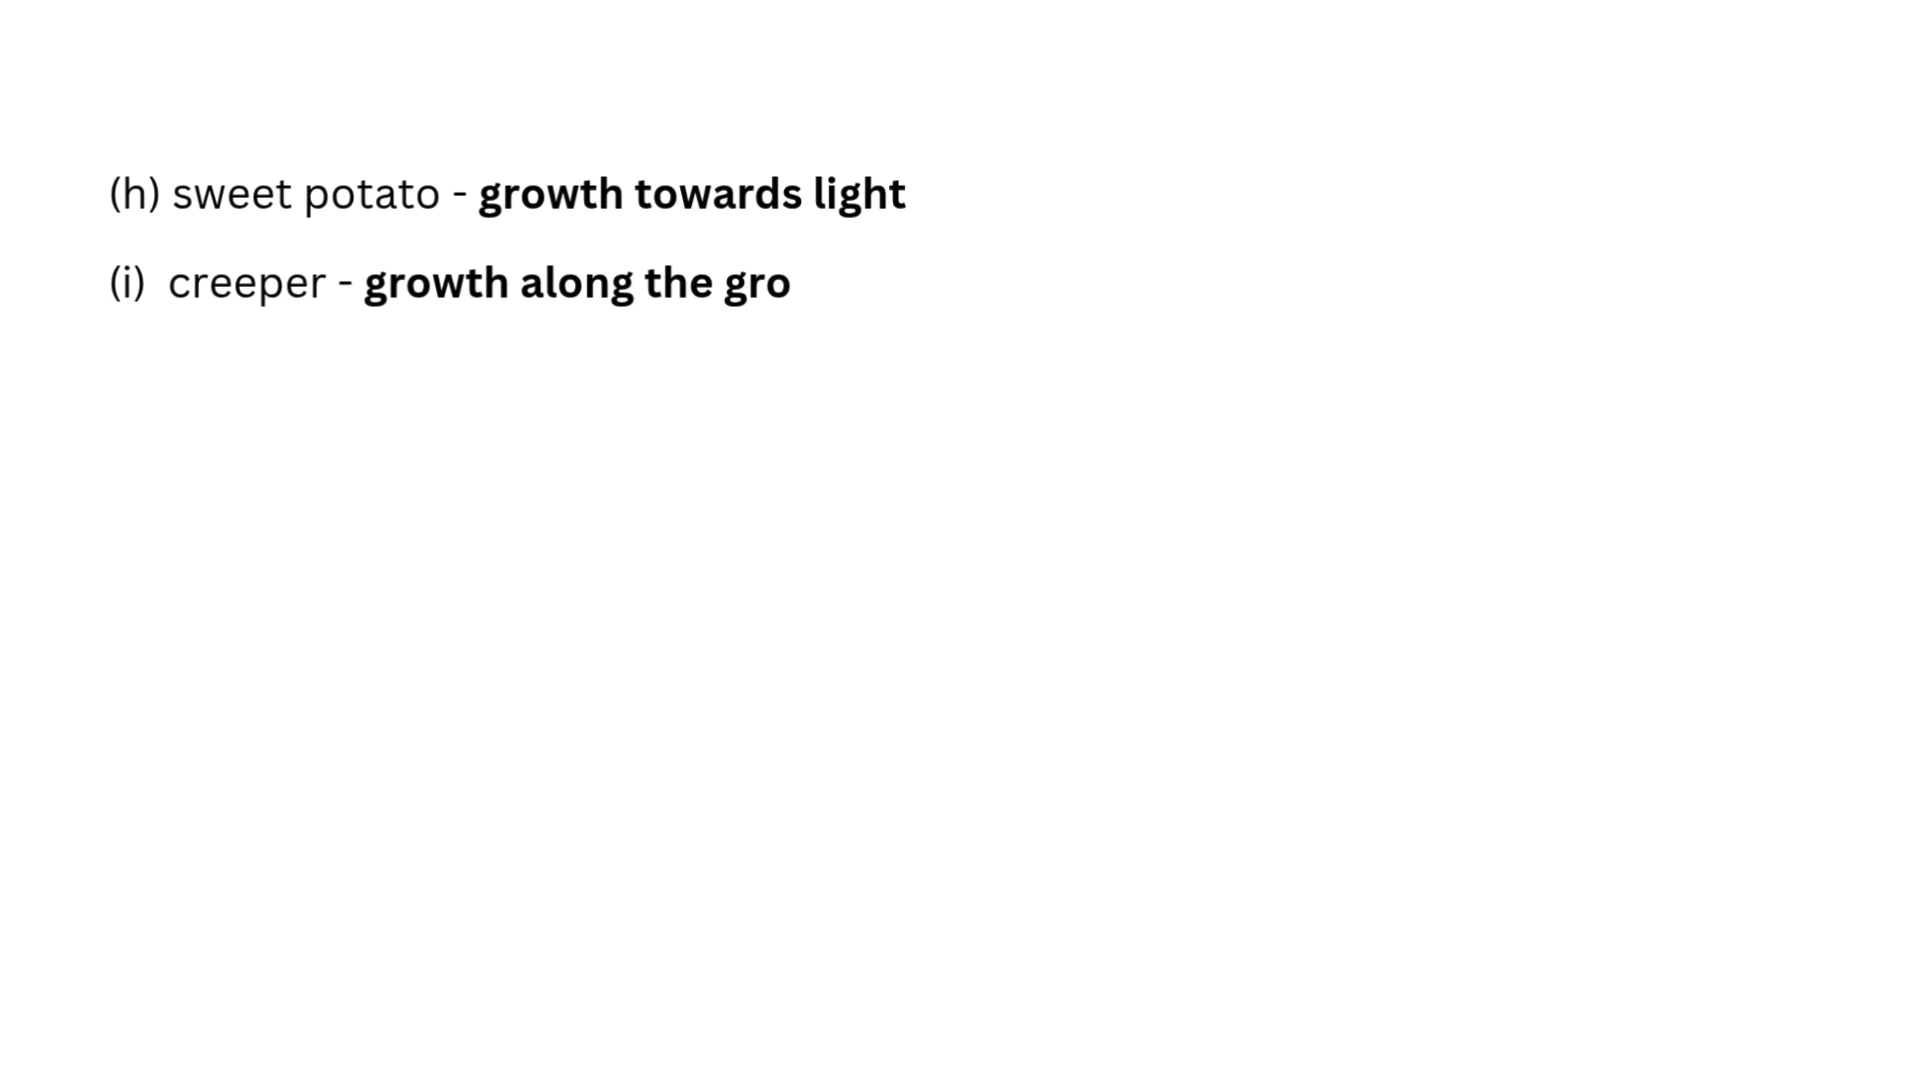 (h) sweet potato - growth towards light
(i) creeper - growth along the gro